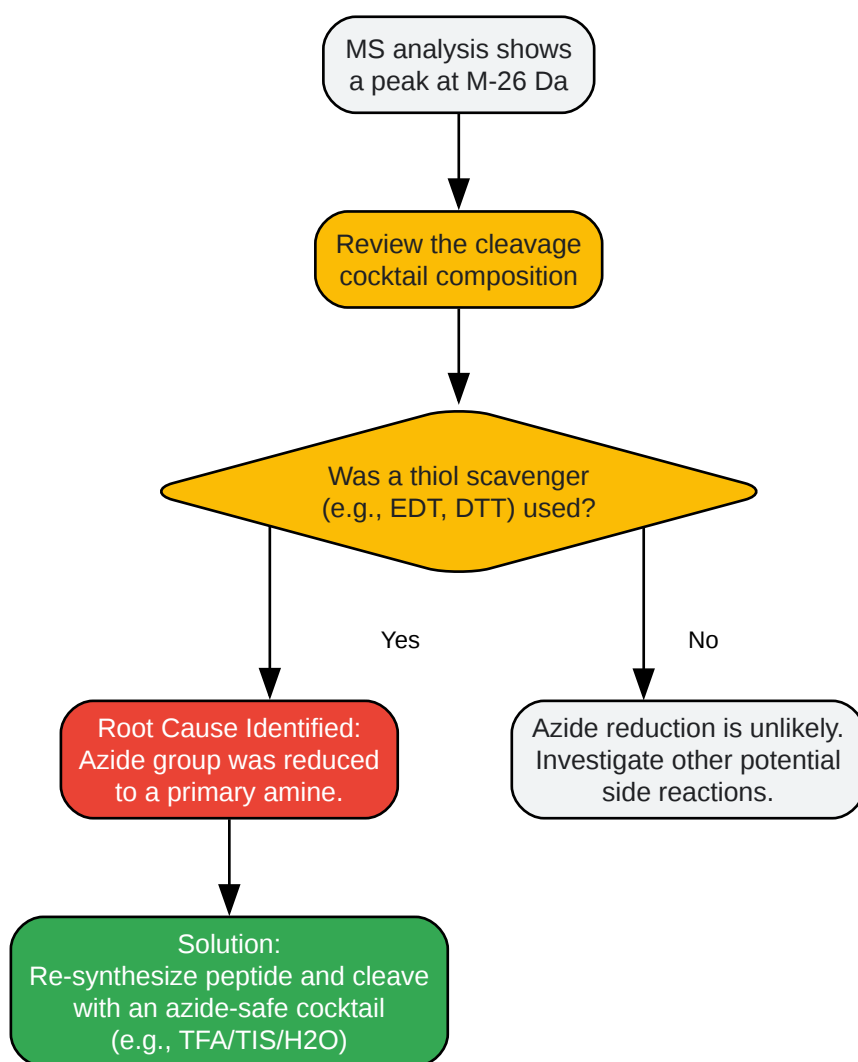 MS analysis shows
a peak at M-26 Da
Review the cleavage
cocktail composition
Was a thiol scavenger
(e.g., EDT, DTT) used?
Yes
No
Root Cause Identified:
Azide group was reduced
to a primary amine.
Azide reduction is unlikely.
Investigate other potential
side reactions.
Solution:
Re-synthesize peptide and cleave
with an azide-safe cocktail
(e.g., TFA/TIS/H2O)